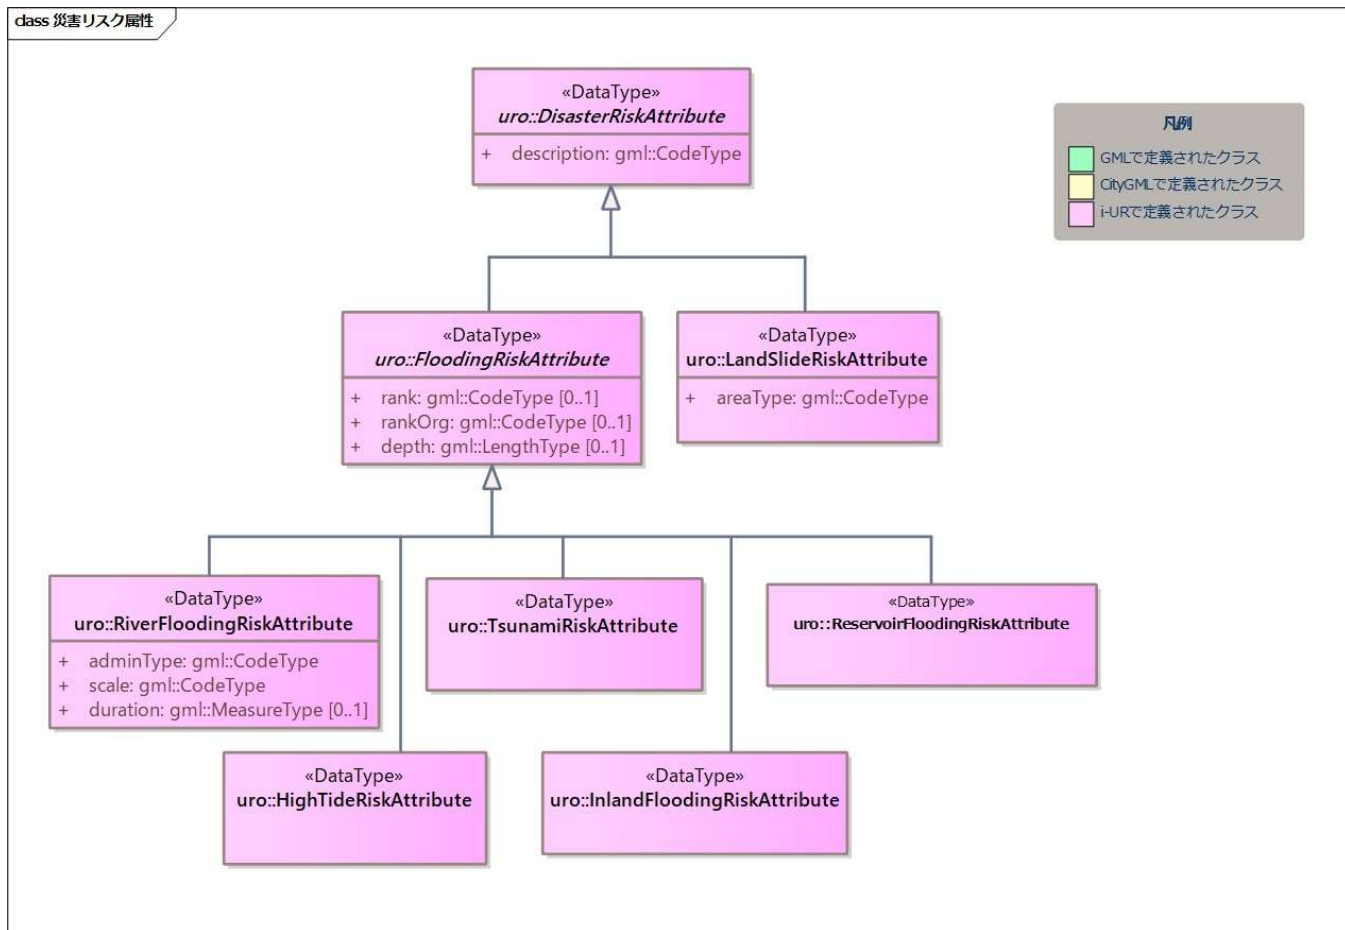 class 災害リスク属性
«DataType»
uro::DisasterRiskAttribute
+ description: gml::CodeType
凡例
GMLで定義されたクラス
CityGMLで定義されたクラス
i-URで定義されたクラス
«DataType»
uro::FloodingRiskAttribute
+ rank: gml::CodeType [0..1]
+ rankOrg: gml::CodeType [0..1]
+ depth: gml::LengthType [0..1]
«DataType»
uro::LandSlideRiskAttribute
+ areaType: gml::CodeType
«DataType»
uro::RiverFloodingRiskAttribute
+ adminType: gml::CodeType
+ scale: gml::CodeType
+ duration: gml::MeasureType [0..1]
«DataType»
uro::TsunamiRiskAttribute
«DataType»
uro::ReservoirFloodingRiskAttribute
«DataType»
uro::HighTideRiskAttribute
«DataType»
uro::InlandFloodingRiskAttribute